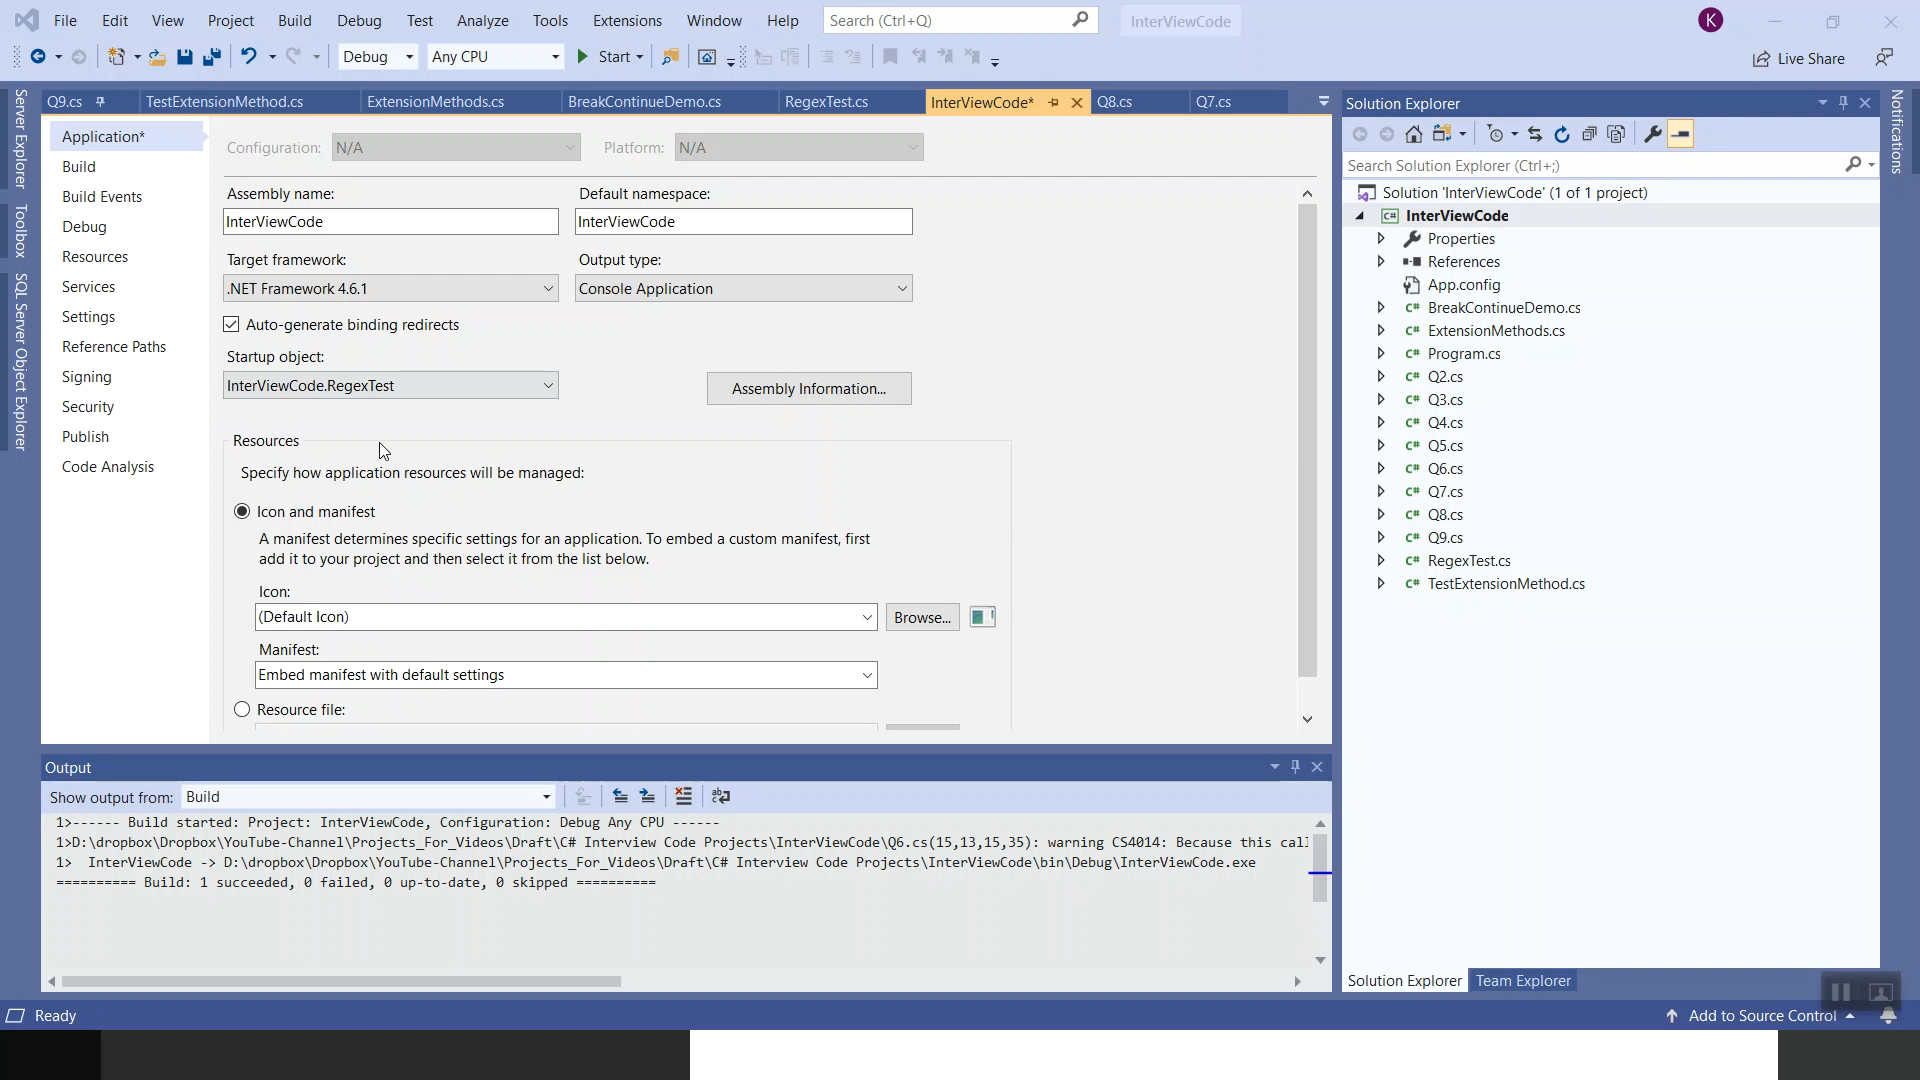 File Edit View Project Build Debug Test Analyze Tools Extensions Window Help Search (Ctrl+Q) InterViewCode K
Debug Any CPU Start Live Share
Server Explorer
Toolbox
SQL Server Object Explorer
Q9.cs TestExtensionMethod.cs ExtensionMethods.cs BreakContinueDemo.cs RegexTest.cs InterViewCode* Q8.cs Q7.cs
Application*
Build
Build Events
Debug
Resources
Services
Settings
Reference Paths
Signing
Security
Publish
Code Analysis
Configuration: N/A Platform: N/A
Assembly name: Default namespace:
InterViewCode InterViewCode
Target framework: Output type:
.NET Framework 4.6.1 Console Application
Auto-generate binding redirects
Startup object:
InterViewCode.RegexTest Assembly Information...
Resources
Specify how application resources will be managed:
Icon and manifest
A manifest determines specific settings for an application. To embed a custom manifest, first
add it to your project and then select it from the list below.
Icon:
(Default Icon) Browse...
Manifest:
Embed manifest with default settings
Resource file:
Output
Show output from: Build
1>------ Build started: Project: InterViewCode, Configuration: Debug Any CPU ------
1>D:\dropbox\Dropbox\YouTube-Channel\Projects_For_Videos\Draft\C# Interview Code Projects\InterViewCode\Q6.cs(15,13,15,35): warning CS4014: Because this call
1>  InterViewCode -> D:\dropbox\Dropbox\YouTube-Channel\Projects_For_Videos\Draft\C# Interview Code Projects\InterViewCode\bin\Debug\InterViewCode.exe
========== Build: 1 succeeded, 0 failed, 0 up-to-date, 0 skipped ==========
Solution Explorer
Search Solution Explorer (Ctrl+;)
Solution 'InterViewCode' (1 of 1 project)
C# InterViewCode
Properties
References
App.config
C# BreakContinueDemo.cs
C# ExtensionMethods.cs
C# Program.cs
C# Q2.cs
C# Q3.cs
C# Q4.cs
C# Q5.cs
C# Q6.cs
C# Q7.cs
C# Q8.cs
C# Q9.cs
C# RegexTest.cs
C# TestExtensionMethod.cs
Solution Explorer Team Explorer
Notifications
Ready Add to Source Control